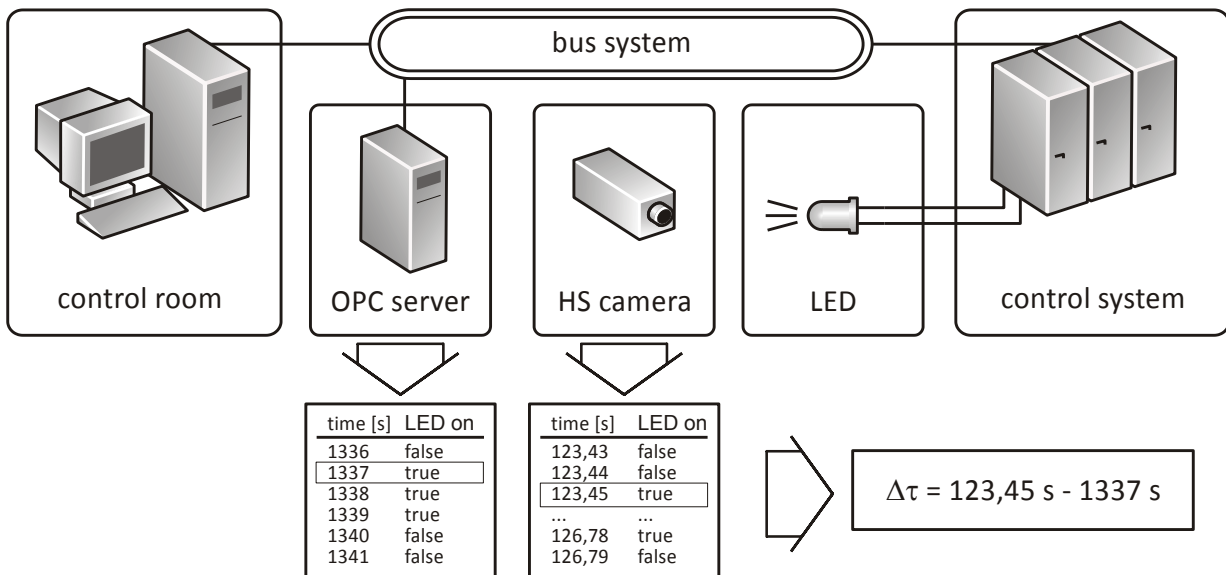 bus system
control room
OPC server
HS camera
LED
control system
time [s] LED on
1336 false
1337 true
1338 true
1339 true
1340 false
1341 false
time [s] LED on
123,43 false
123,44 false
123,45 true
... ...
126,78 true
126,79 false
Δτ = 123,45 s - 1337 s